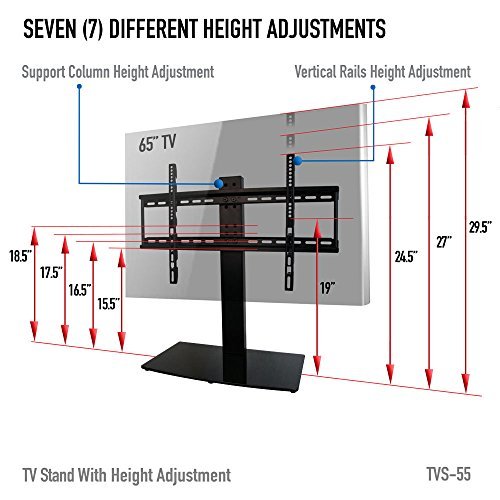 SEVEN (7) DIFFERENT HEIGHT ADJUSTMENTS
Support Column Height Adjustment
Vertical Rails Height Adjustment
65" TV
18.5"
17.5"
16.5"
15.5"
19"
24.5"
27"
29.5"
TV Stand With Height Adjustment
TVS-55